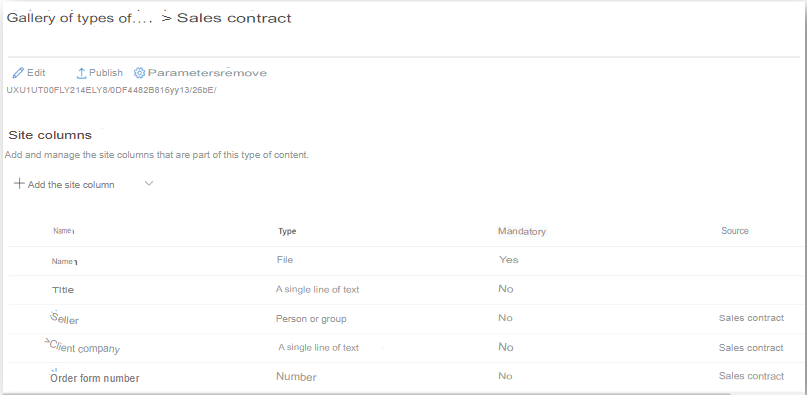 Gallery of types of.... > Sales contract
Edit Publish Parametersremove
UXU1UT00FLY214ELY8/0DF4482B816yy13/26bE/
Site columns
Add and manage the site columns that are part of this type of content.
Add the site column
Name Type Mandatory Source
Name File Yes
Title A single line of text No
Seller Person or group No Sales contract
Client company A single line of text No Sales contract
Order form number Number No Sales contract